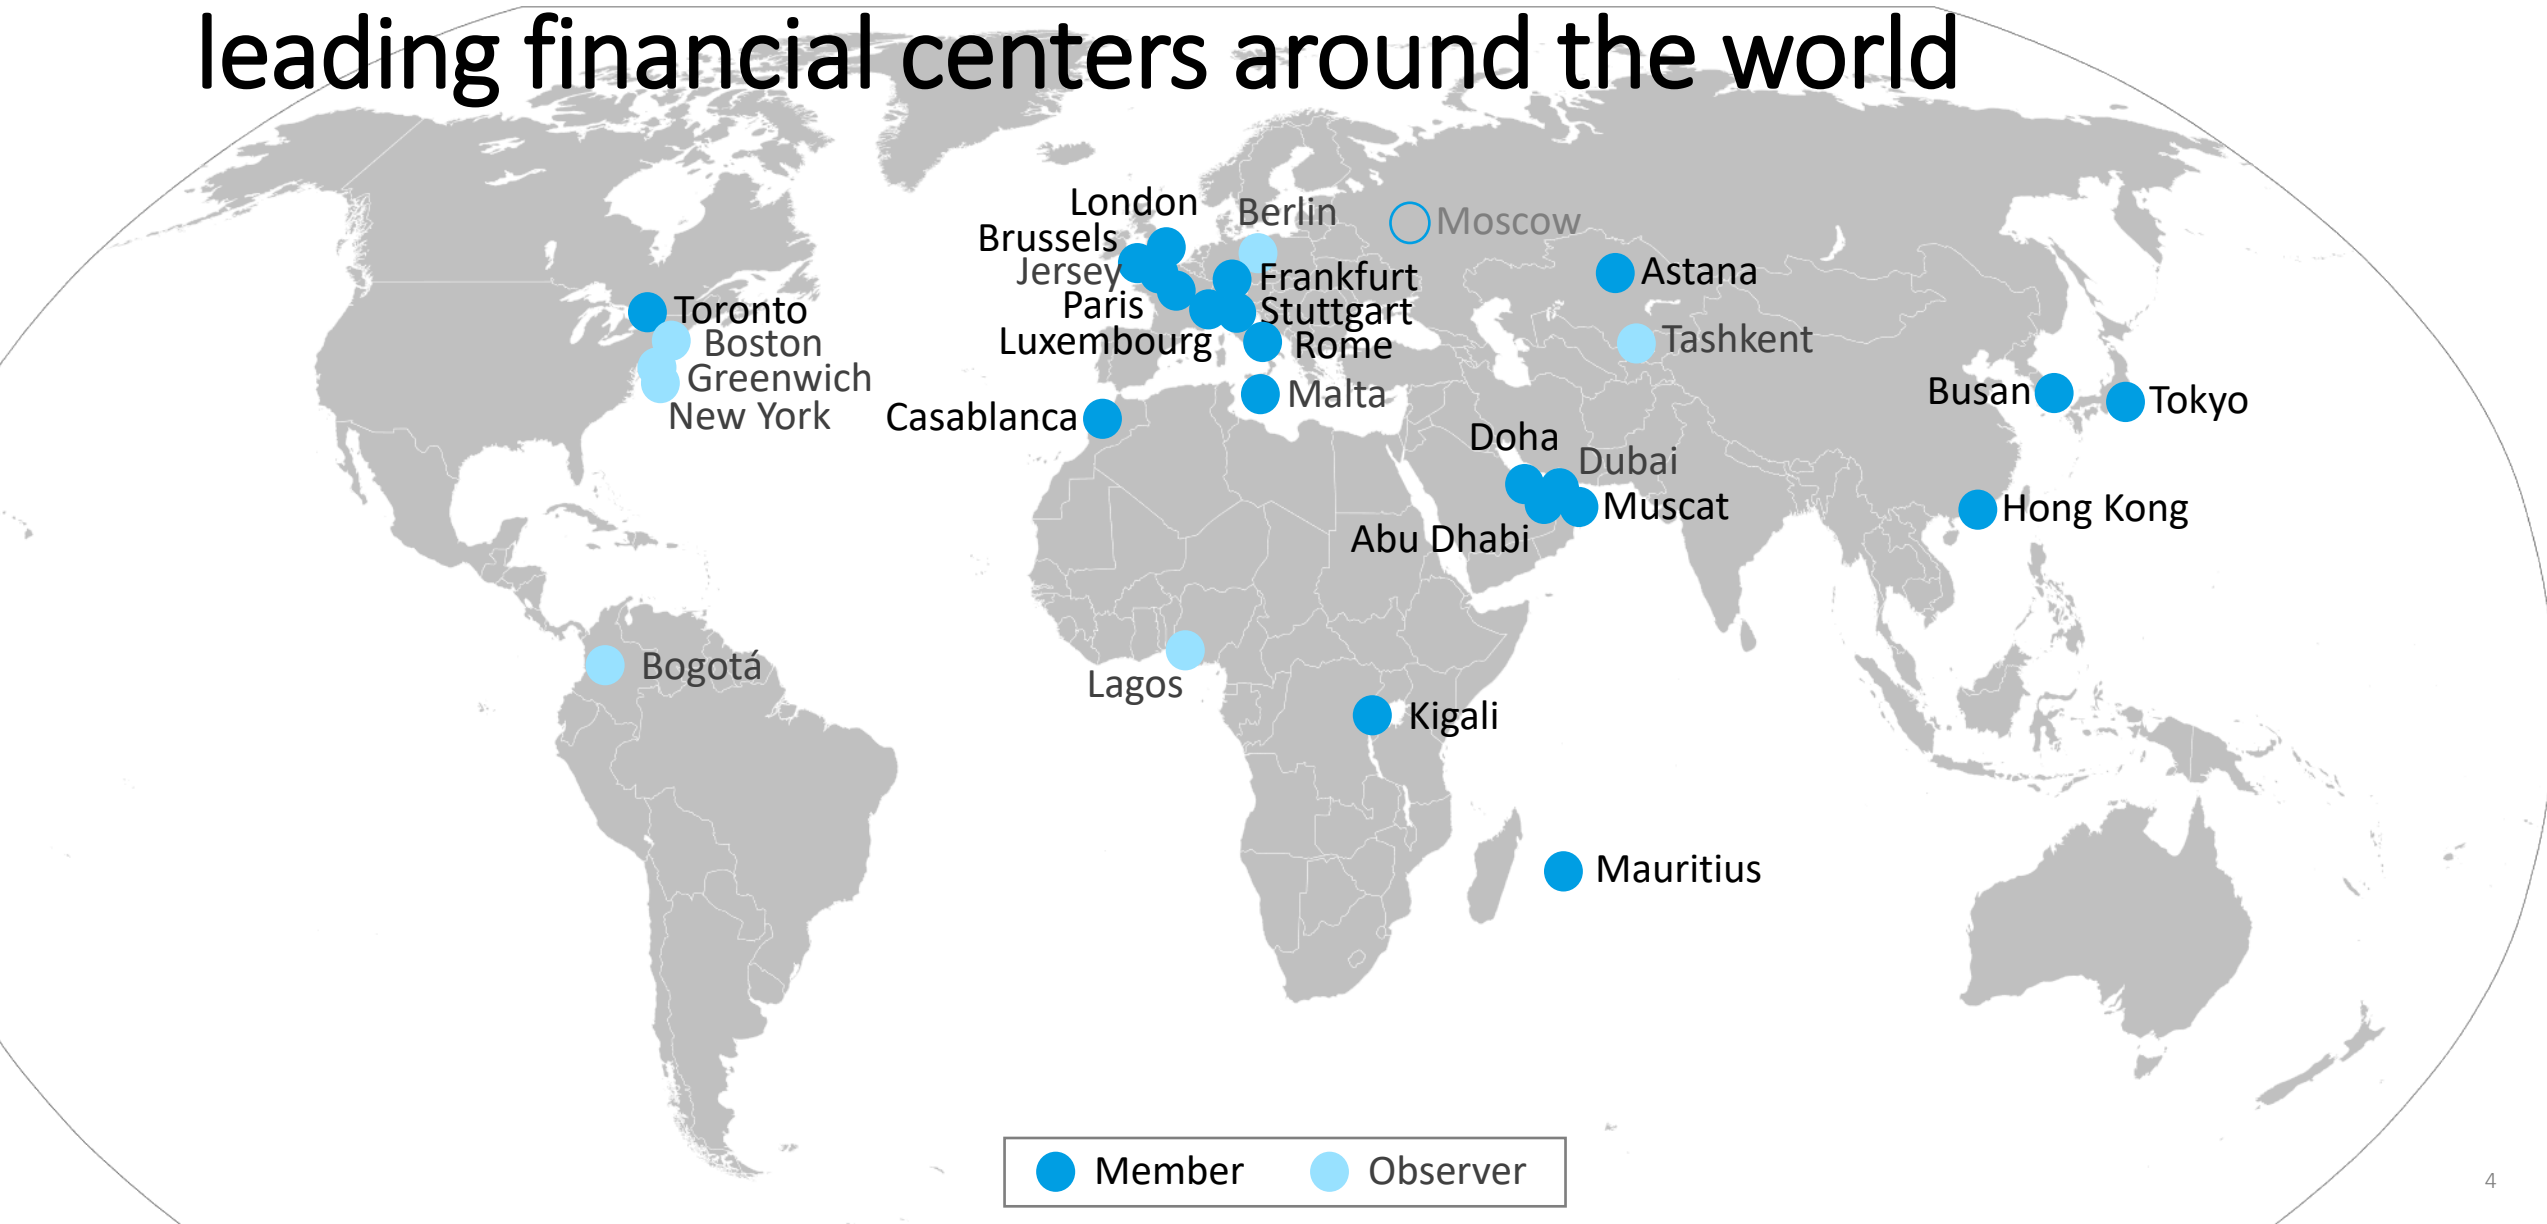 leading financial centers around the world
London
Berlin
Moscow
Brussels
Jersey
Frankfurt
Astana
Paris
Stuttgart
Toronto
Luxembourg
Rome
Tashkent
Boston
Greenwich
New York
Malta
Casablanca
Busan
Tokyo
Doha
Dubai
Muscat
Hong Kong
Abu Dhabi
Bogotá
Lagos
Kigali
Mauritius
Member
Observer
4